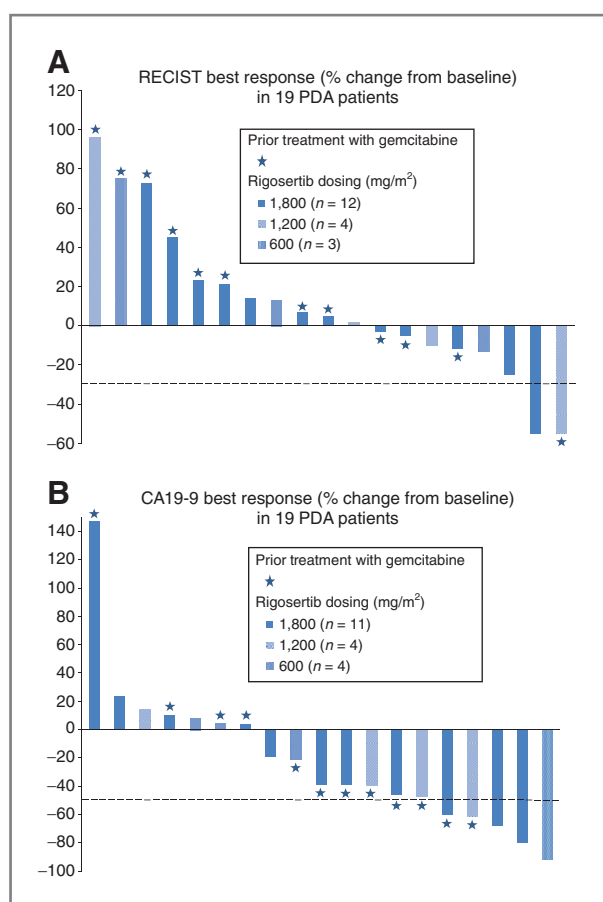 A
RECIST best response (% change from baseline)
in 19 PDA patients
120
100
80
60
40
20
0
−20
−40
−60
Prior treatment with gemcitabine
★
Rigosertib dosing (mg/m²)
1,800 (n = 12)
1,200 (n = 4)
600 (n = 3)
B
CA19-9 best response (% change from baseline)
in 19 PDA patients
140
120
100
80
60
40
20
0
−20
−40
−60
−80
−100
Prior treatment with gemcitabine
★
Rigosertib dosing (mg/m²)
1,800 (n = 11)
1,200 (n = 4)
600 (n = 4)